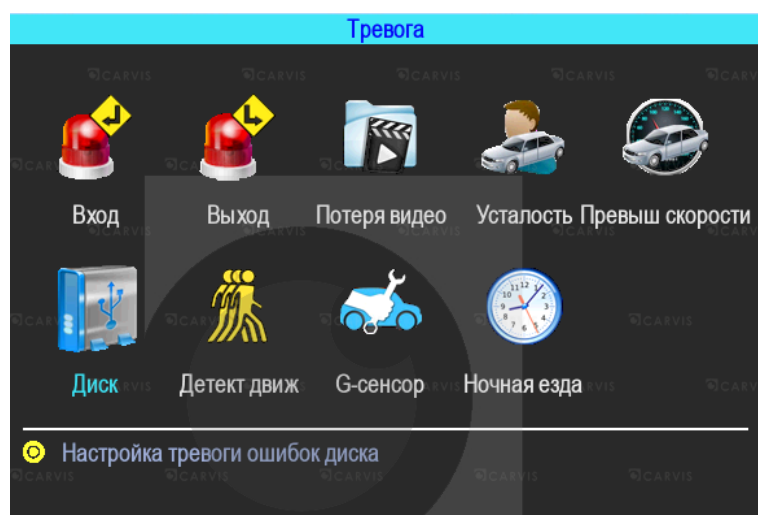 Тревога
Вход Выход Потеря видео Усталость Превыш скорости
Диск Детект движ G-сенсор Ночная езда
Настройка тревоги ошибок диска